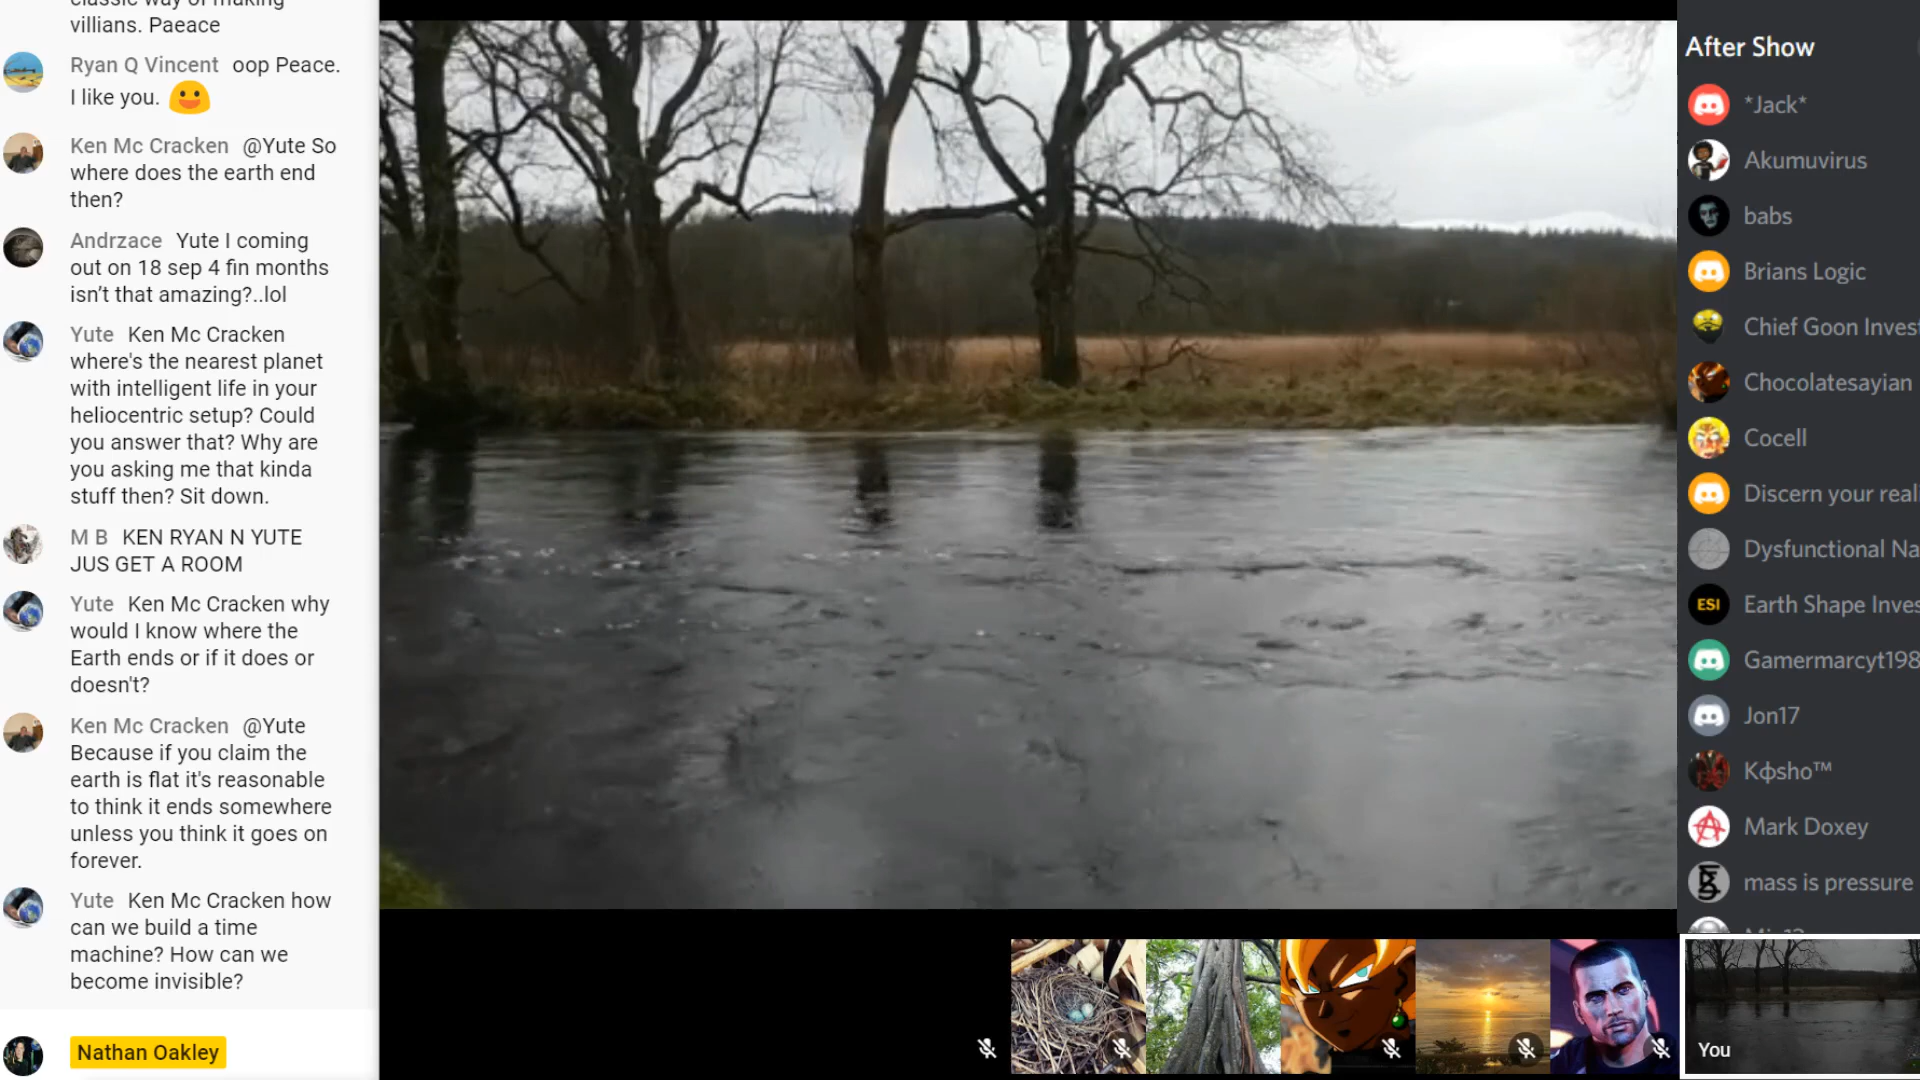 classic way of making
villians. Paeace
Ryan Q Vincent oop Peace.
I like you.
Ken Mc Cracken @Yute So
where does the earth end
then?
Andrzace Yute I coming
out on 18 sep 4 fin months
isn’t that amazing?..lol
Yute Ken Mc Cracken
where's the nearest planet
with intelligent life in your
heliocentric setup? Could
you answer that? Why are
you asking me that kinda
stuff then? Sit down.
M B KEN RYAN N YUTE
JUS GET A ROOM
Yute Ken Mc Cracken why
would I know where the
Earth ends or if it does or
doesn't?
Ken Mc Cracken @Yute
Because if you claim the
earth is flat it's reasonable
to think it ends somewhere
unless you think it goes on
forever.
Yute Ken Mc Cracken how
can we build a time
machine? How can we
become invisible?
Nathan Oakley
After Show
*Jack*
Akumuvirus
babs
Brians Logic
Chief Goon Invest
Chocolatesayian
Cocell
Discern your reali
Dysfunctional Na
ESI
Earth Shape Inves
Gamermarcyt198
Jon17
Kфsho™
Mark Doxey
mass is pressure
You